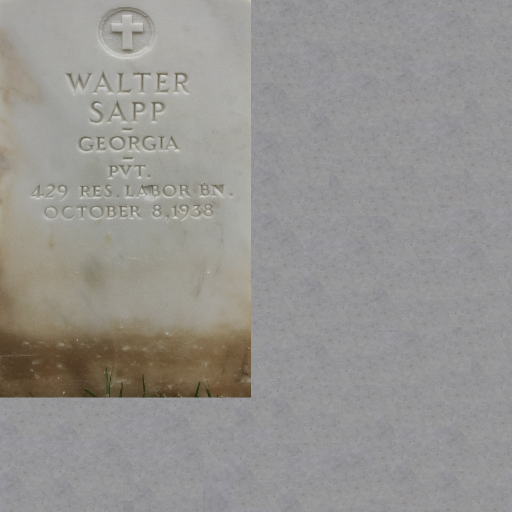 WALTER
SAPP
GEORGIA
PVT.
429 RES. LABOR BN.
OCTOBER 8, 1938